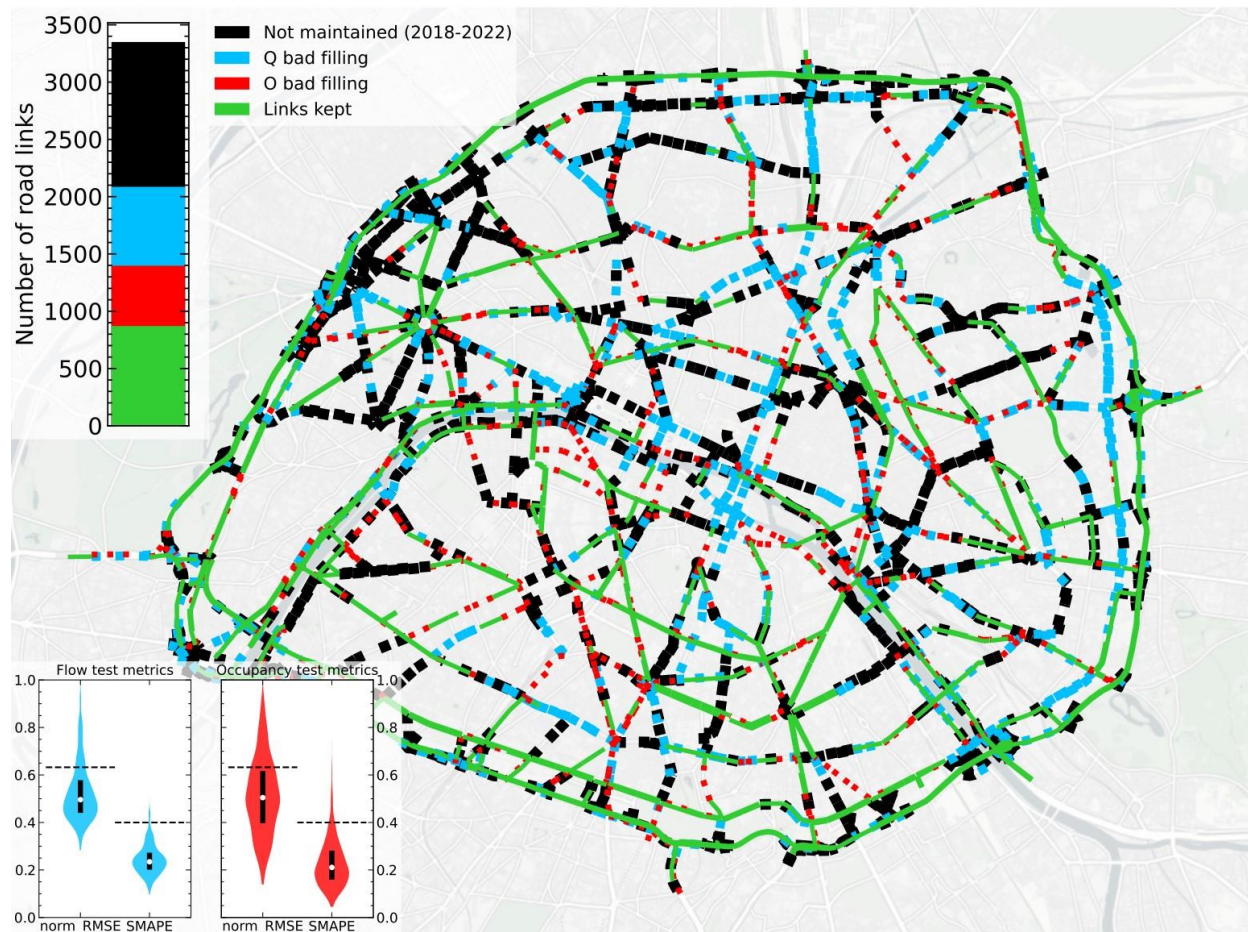 3500
3000
2500
2000
1500
1000
500
0
Number of road links
Not maintained (2018-2022)
Q bad filling
O bad filling
Links kept
Flow test metrics
Occupancy test metrics
1.0
0.8
0.6
0.4
0.2
0.0
1.0
0.8
0.6
0.4
0.2
0.0
norm RMSE SMAPE
norm RMSE SMAPE